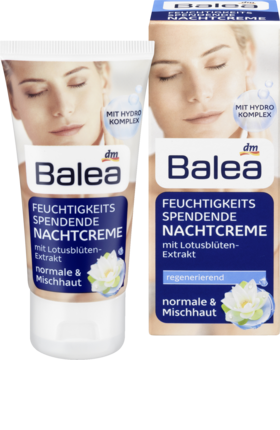 MIT HYDRO
KOMPLEX
dm
Balea
FEUCHTIGKEITS
SPENDENDE
NACHTCREME
mit Lotusblüten-
Extrakt
normale &
Mischhaut
MIT HYDRO
KOMPLEX
dm
Balea
FEUCHTIGKEITS
SPENDENDE
NACHTCREME
mit Lotusblüten-
Extrakt
regenerierend
normale &
Mischhaut